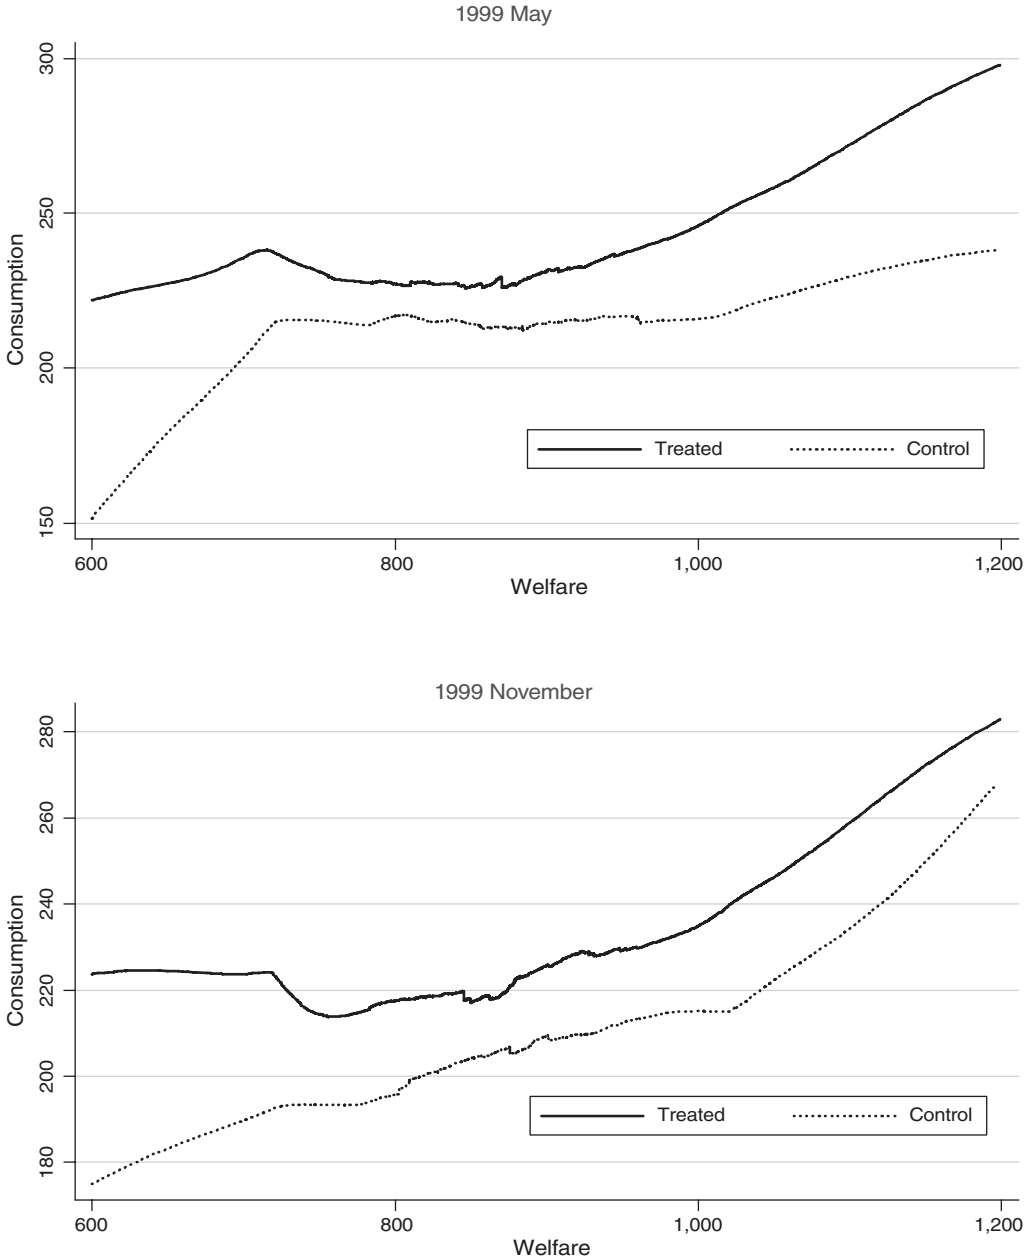 1999 May
300
250
200
150
Consumption
Treated
Control
600
800
1,000
1,200
Welfare
1999 November
280
260
240
220
200
180
Consumption
Treated
Control
600
800
1,000
1,200
Welfare